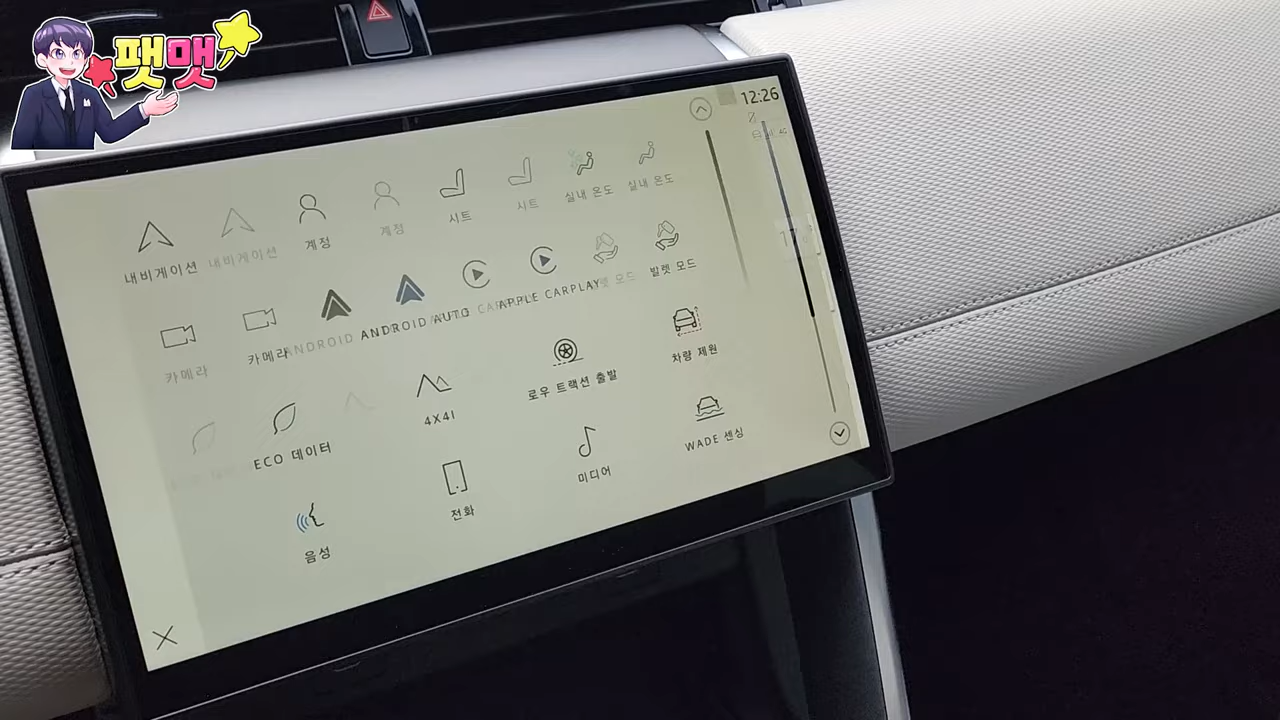 팻맷
12:26
내비게이션 내비게이션 계정 계정 시트 시트 실내 온도 실내 온도
카메라 카메라 ANDROID ANDROID AUTO APPLE CARPLAY 발렛 모드
ECO 데이터 4X4I 로우 트랙션 출발 차량 제원
음성 전화 미디어 WADE 센싱